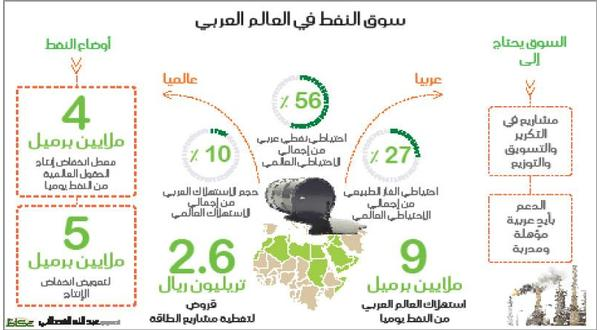 سوق النفط في العالم العربي
السوق يحتاج
إلى
مشاريع في
التكرير
والتسويق
والتوزيع
الدعم
بأيدٍ عربية
مؤهلة
ومدربة
عربيا
٪ 56
احتياطي نفطي عربي
من إجمالي
الاحتياطي العالمي
٪ 27
احتياطي الغاز الطبيعي
من إجمالي
الاحتياطي العالمي
9
ملايين برميل
استهلاك العالم العربي
من النفط يوميا
عالميا
٪ 10
حجم الاستهلاك العربي
من إجمالي
الاستهلاك العالمي
2.6
تريليون ريال
قروض
لتغطية مشاريع الطاقة
أوضاع النفط
4
ملايين برميل
معدل انخفاض إنتاج
الحقول العالمية
من النفط يوميا
5
ملايين برميل
لتعويض انخفاض
الإنتاج